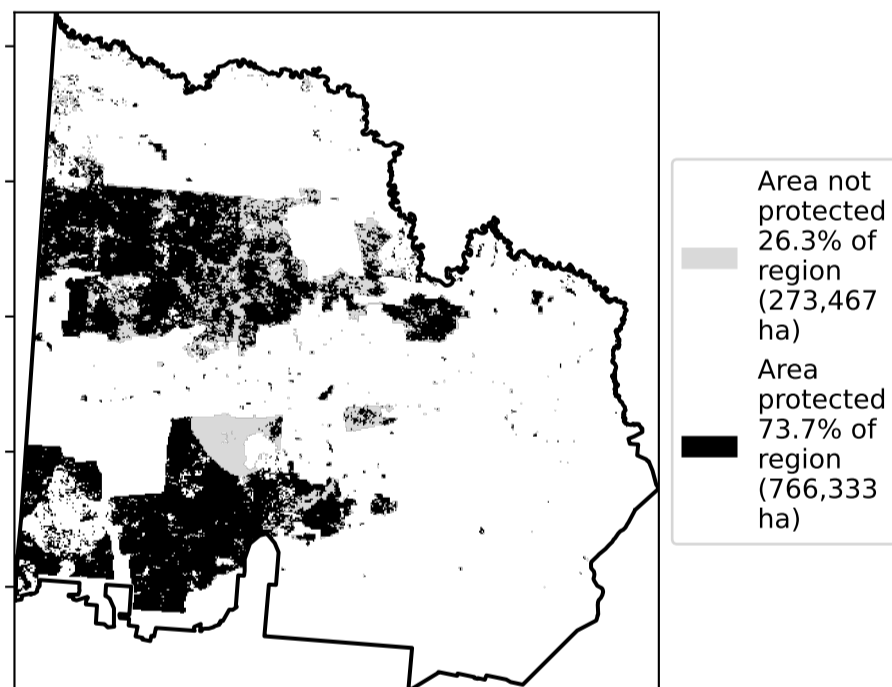 Area not
protected
26.3% of
region
(273,467
ha)
Area
protected
73.7% of
region
(766,333
ha)